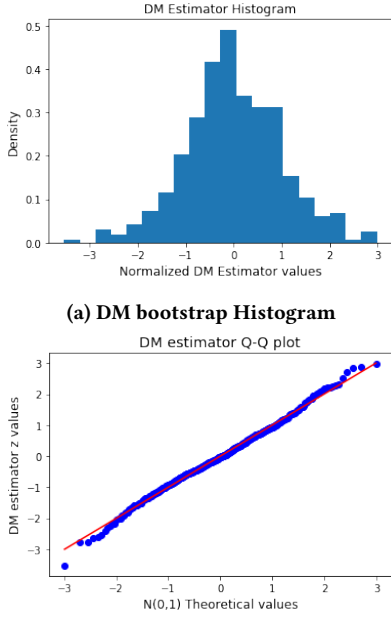 DM Estimator Histogram
0.5
0.4
0.3
0.2
0.1
0.0
Density
−3 −2 −1 0 1 2 3
Normalized DM Estimator values
(a) DM bootstrap Histogram
DM estimator Q-Q plot
3
2
1
0
−1
−2
−3
DM estimator z values
−3 −2 −1 0 1 2 3
N(0,1) Theoretical values